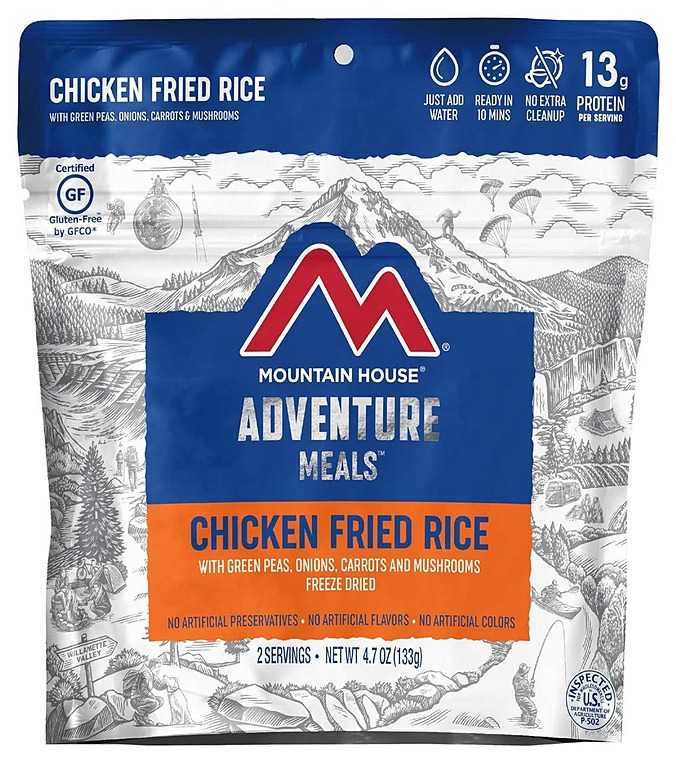 CHICKEN FRIED RICE
WITH GREEN PEAS, ONIONS, CARROTS & MUSHROOMS
JUST ADD
WATER
READY IN
10 MINS
NO EXTRA
CLEANUP
13g
PROTEIN
PER SERVING
Certified
GF
Gluten-Free™
by GFCO*
M®
MOUNTAIN HOUSE®
ADVENTURE
MEALS™
CHICKEN FRIED RICE
WITH GREEN PEAS, ONIONS, CARROTS AND MUSHROOMS
FREEZE DRIED
NO ARTIFICIAL PRESERVATIVES • NO ARTIFICIAL FLAVORS • NO ARTIFICIAL COLORS
2 SERVINGS • NET WT 4.7 OZ (133g)
WILLAMETTE
VALLEY
INSPECTED
FOR WHOLESOMENESS BY
U.S.
DEPARTMENT OF
AGRICULTURE
P-502